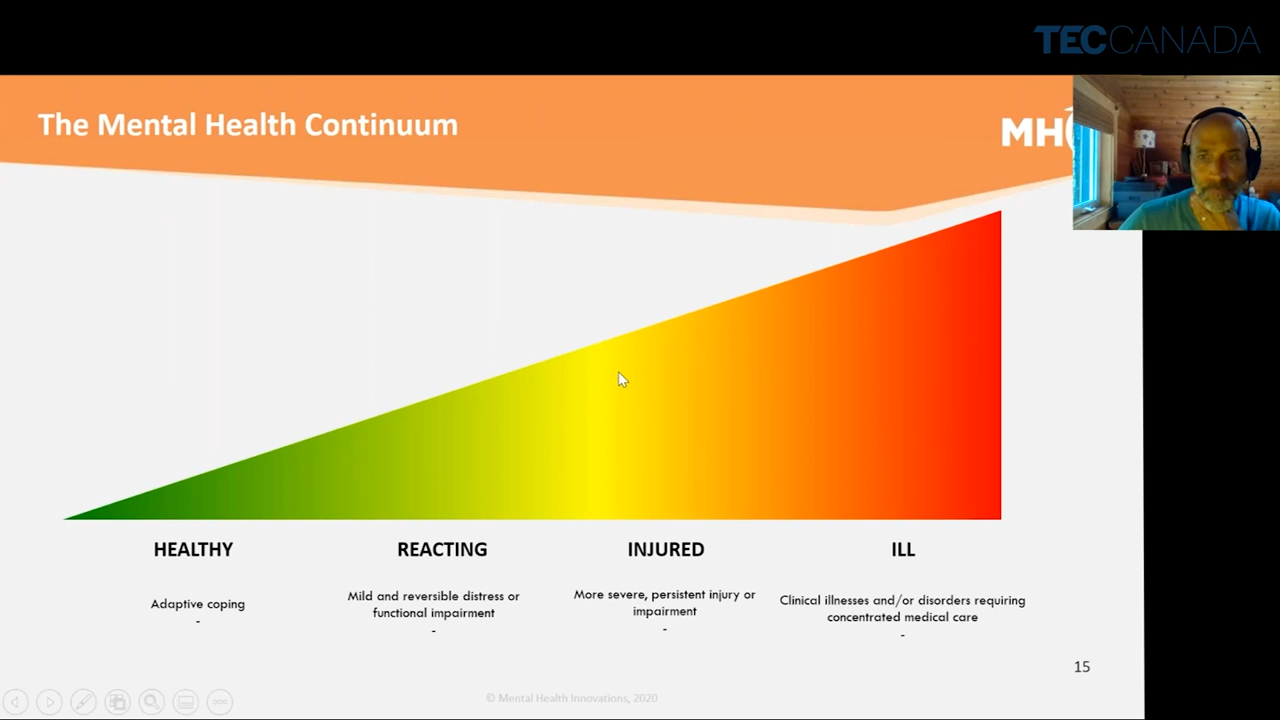 TECCANADA
The Mental Health Continuum
MH
HEALTHY
Adaptive coping
-
REACTING
Mild and reversible distress or
functional impairment
-
INJURED
More severe, persistent injury or
impairment
-
ILL
Clinical illnesses and/or disorders requiring
concentrated medical care
-
15
© Mental Health Innovations, 2020